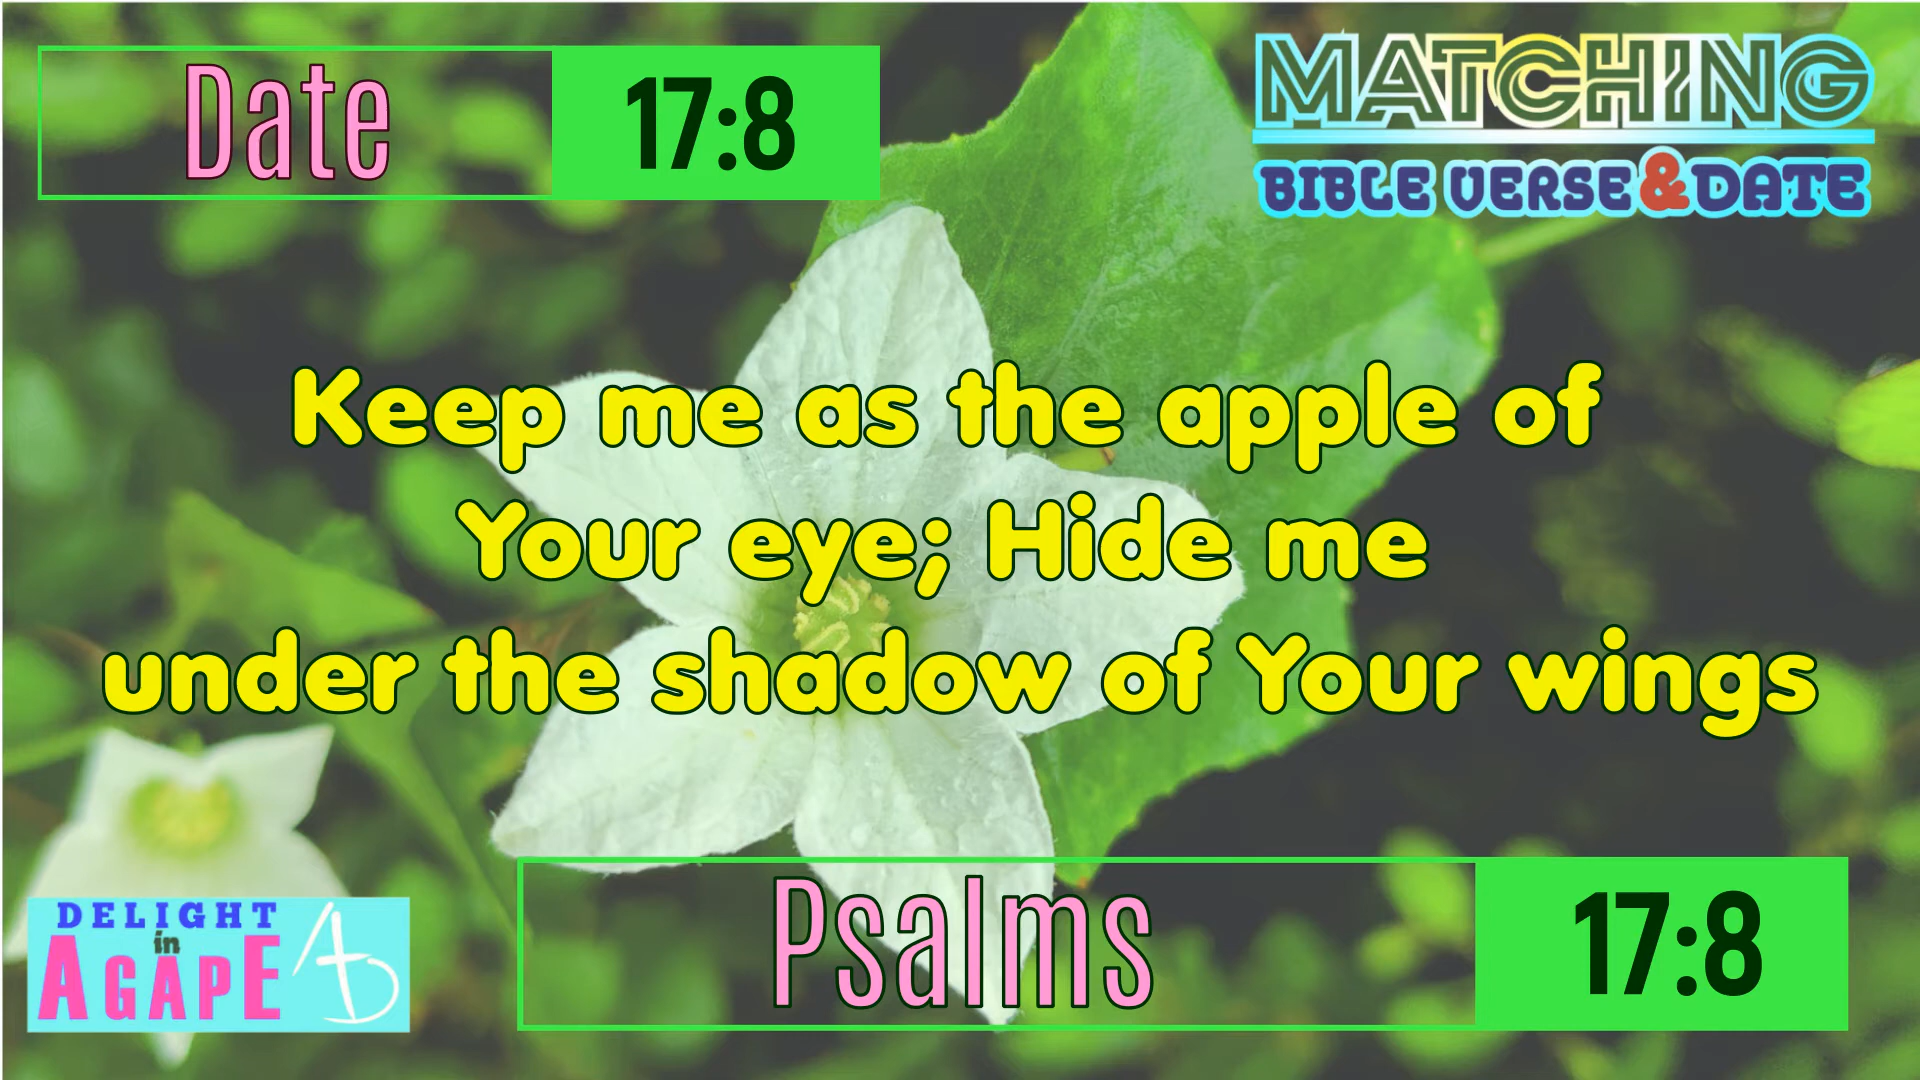 Date 17:8
MATCHING
BIBLE VERSE & DATE
Keep me as the apple of
Your eye; Hide me
under the shadow of Your wings
DELIGHT
in
AGAPE
Psalms 17:8